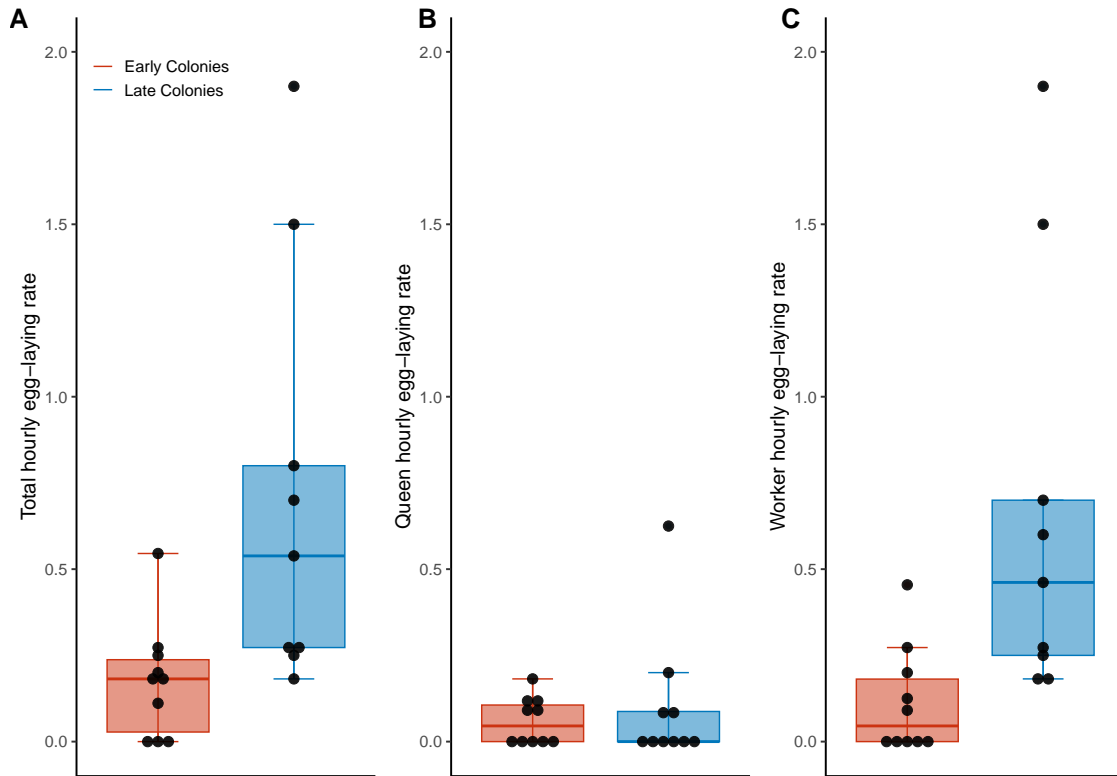 A
B
C
Early Colonies
Late Colonies
Total hourly egg−laying rate
2.0
1.5
1.0
0.5
0.0
Queen hourly egg−laying rate
2.0
1.5
1.0
0.5
0.0
Worker hourly egg−laying rate
2.0
1.5
1.0
0.5
0.0